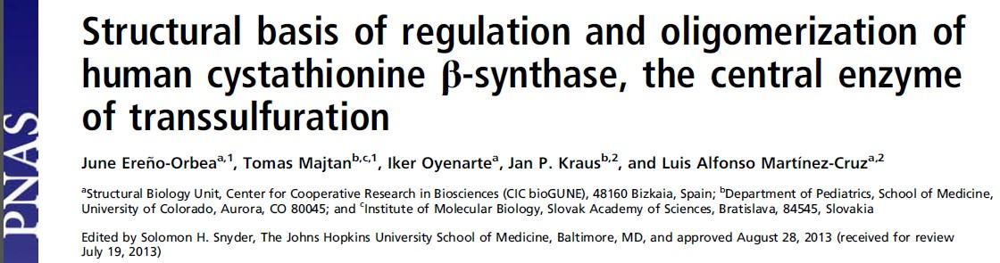 PNAS
Structural basis of regulation and oligomerization of
human cystathionine β-synthase, the central enzyme
of transsulfuration
June Ereño-Orbeaa,1, Tomas Majtanb,c,1, Iker Oyenartea, Jan P. Krausb,2, and Luis Alfonso Martínez-Cruza,2
aStructural Biology Unit, Center for Cooperative Research in Biosciences (CIC bioGUNE), 48160 Bizkaia, Spain; bDepartment of Pediatrics, School of Medicine,
University of Colorado, Aurora, CO 80045; and cInstitute of Molecular Biology, Slovak Academy of Sciences, Bratislava, 84545, Slovakia
Edited by Solomon H. Snyder, The Johns Hopkins University School of Medicine, Baltimore, MD, and approved August 28, 2013 (received for review
July 19, 2013)